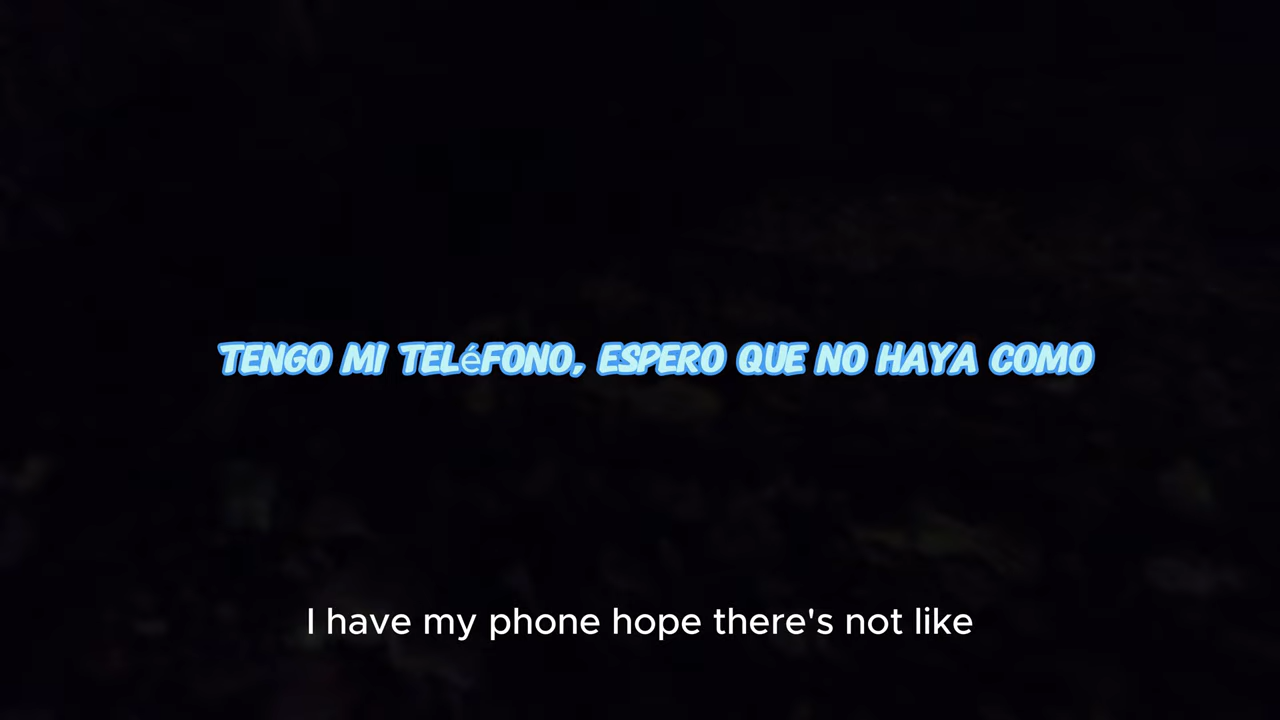 TENGO MI TELéFONO, ESPERO QUE NO HAYA COMO
I have my phone hope there's not like